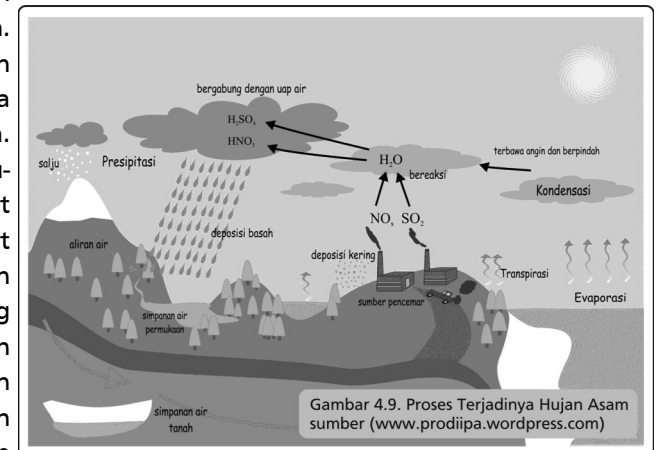 bergabung dengan uap air
H₂SO₄
HNO₃
H₂O
bereaksi
terbawa angin dan berpindah
Kondensasi
salju
Presipitasi
NOₓ SO₂
deposisi basah
aliran air
deposisi kering
Transpirasi
Evaporasi
sumber pencemar
simpanan air
permukaan
simpanan air
tanah
Gambar 4.9. Proses Terjadinya Hujan Asam
sumber (www.prodiipa.wordpress.com)